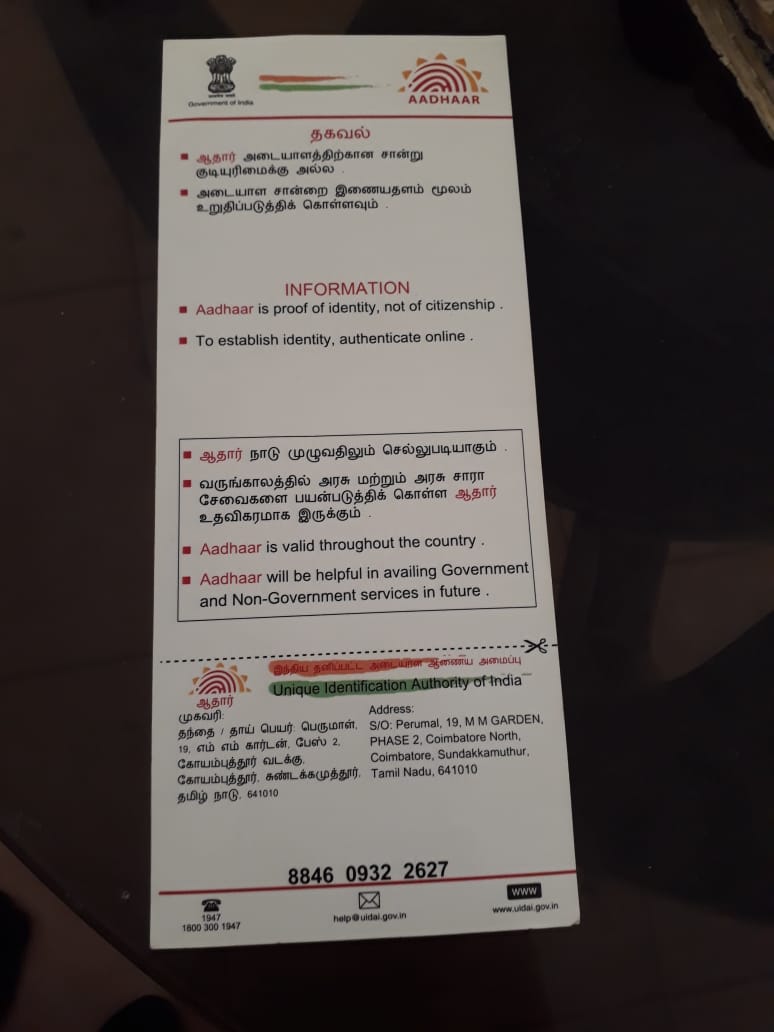 Government of India
AADHAAR
தகவல்
ஆதார் அடையாளத்திற்கான சான்று
குடியுரிமைக்கு அல்ல .
அடையாள சான்றை இணையதளம் மூலம்
உறுதிப்படுத்திக் கொள்ளவும் .
INFORMATION
Aadhaar is proof of identity, not of citizenship .
To establish identity, authenticate online .
ஆதார் நாடு முழுவதிலும் செல்லுபடியாகும் .
வருங்காலத்தில் அரசு மற்றும் அரசு சாரா
சேவைகளை பயன்படுத்திக் கொள்ள ஆதார்
உதவிகரமாக இருக்கும் .
Aadhaar is valid throughout the country .
Aadhaar will be helpful in availing Government
and Non-Government services in future .
இந்திய தனிப்பட்ட அடையாள ஆணைய அமைப்பு
Unique Identification Authority of India
ஆதார்
முகவரி:
தந்தை / தாய் பெயர்: பெருமாள்,
19, எம் எம் கார்டன், பேஸ் 2,
கோயம்புத்தூர் வடக்கு,
கோயம்புத்தூர், சுண்டக்கமுத்தூர்,
தமிழ் நாடு, 641010
Address:
S/O: Perumal, 19, M M GARDEN,
PHASE 2, Coimbatore North,
Coimbatore, Sundakkamuthur,
Tamil Nadu, 641010
8846 0932 2627
1947
1800 300 1947
help@uidai.gov.in
www
www.uidai.gov.in